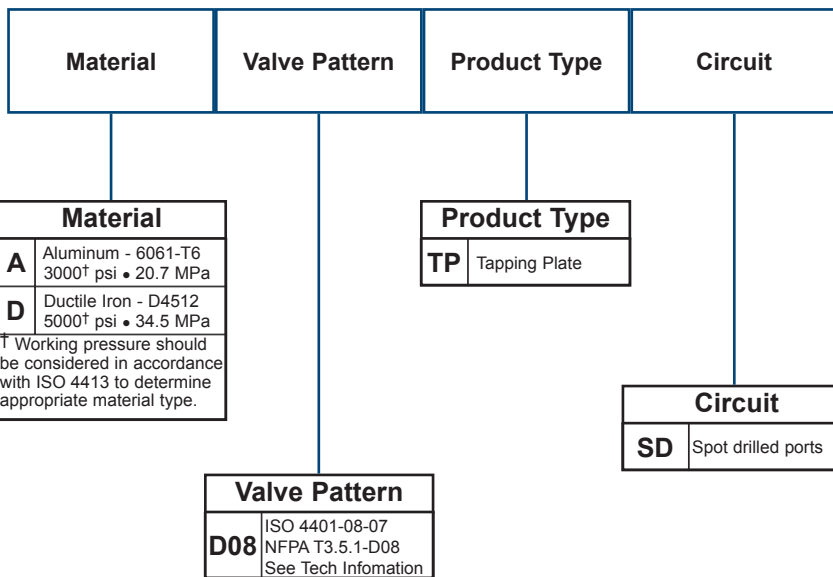 Material
Valve Pattern
Product Type
Circuit
Material
A
Aluminum - 6061-T6
3000† psi • 20.7 MPa
D
Ductile Iron - D4512
5000† psi • 34.5 MPa
† Working pressure should
be considered in accordance
with ISO 4413 to determine
appropriate material type.
Product Type
TP
Tapping Plate
Circuit
SD
Spot drilled ports
Valve Pattern
D08
ISO 4401-08-07
NFPA T3.5.1-D08
See Tech Infomation